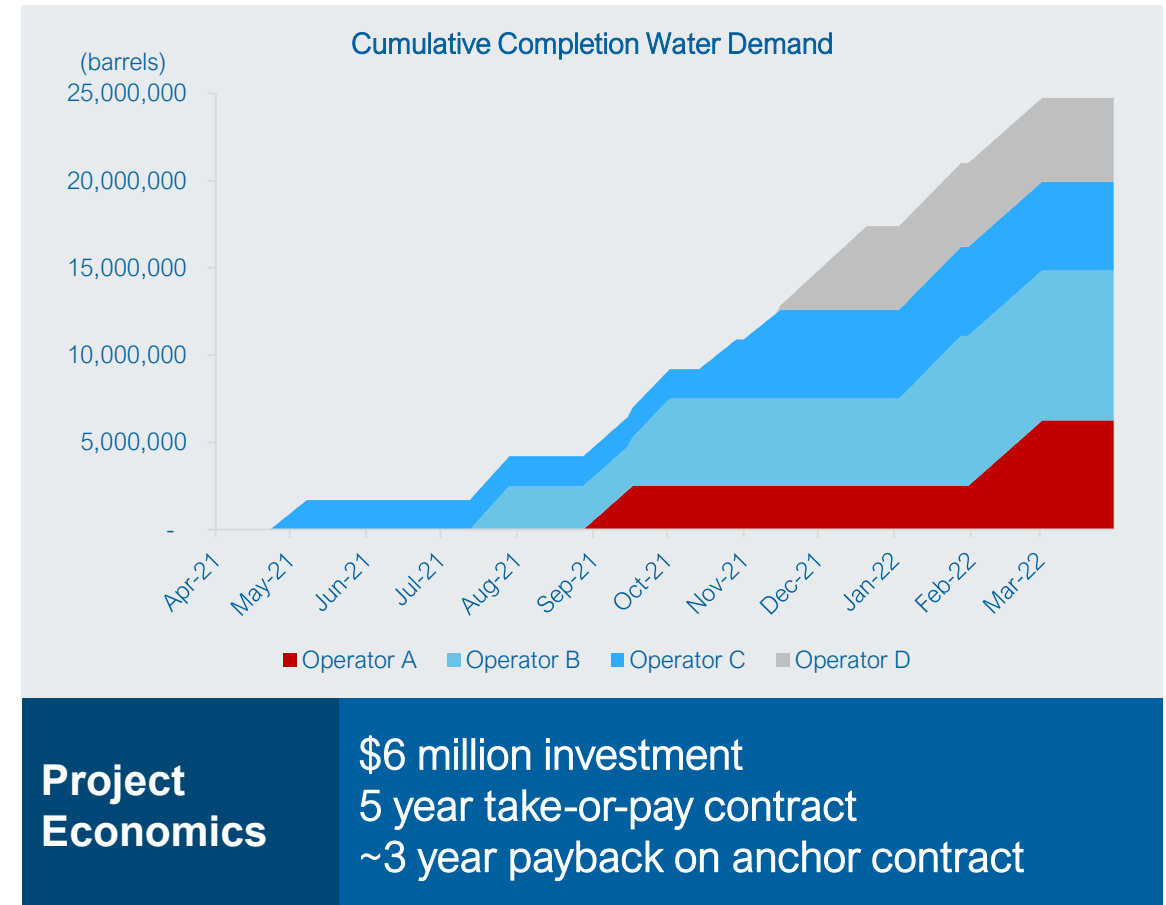 Cumulative Completion Water Demand
(barrels)
25,000,000
20,000,000
15,000,000
10,000,000
5,000,000
-
Apr-21
May-21
Jun-21
Jul-21
Aug-21
Sep-21
Oct-21
Nov-21
Dec-21
Jan-22
Feb-22
Mar-22
Operator A
Operator B
Operator C
Operator D
Project
Economics
$6 million investment
5 year take-or-pay contract
~3 year payback on anchor contract